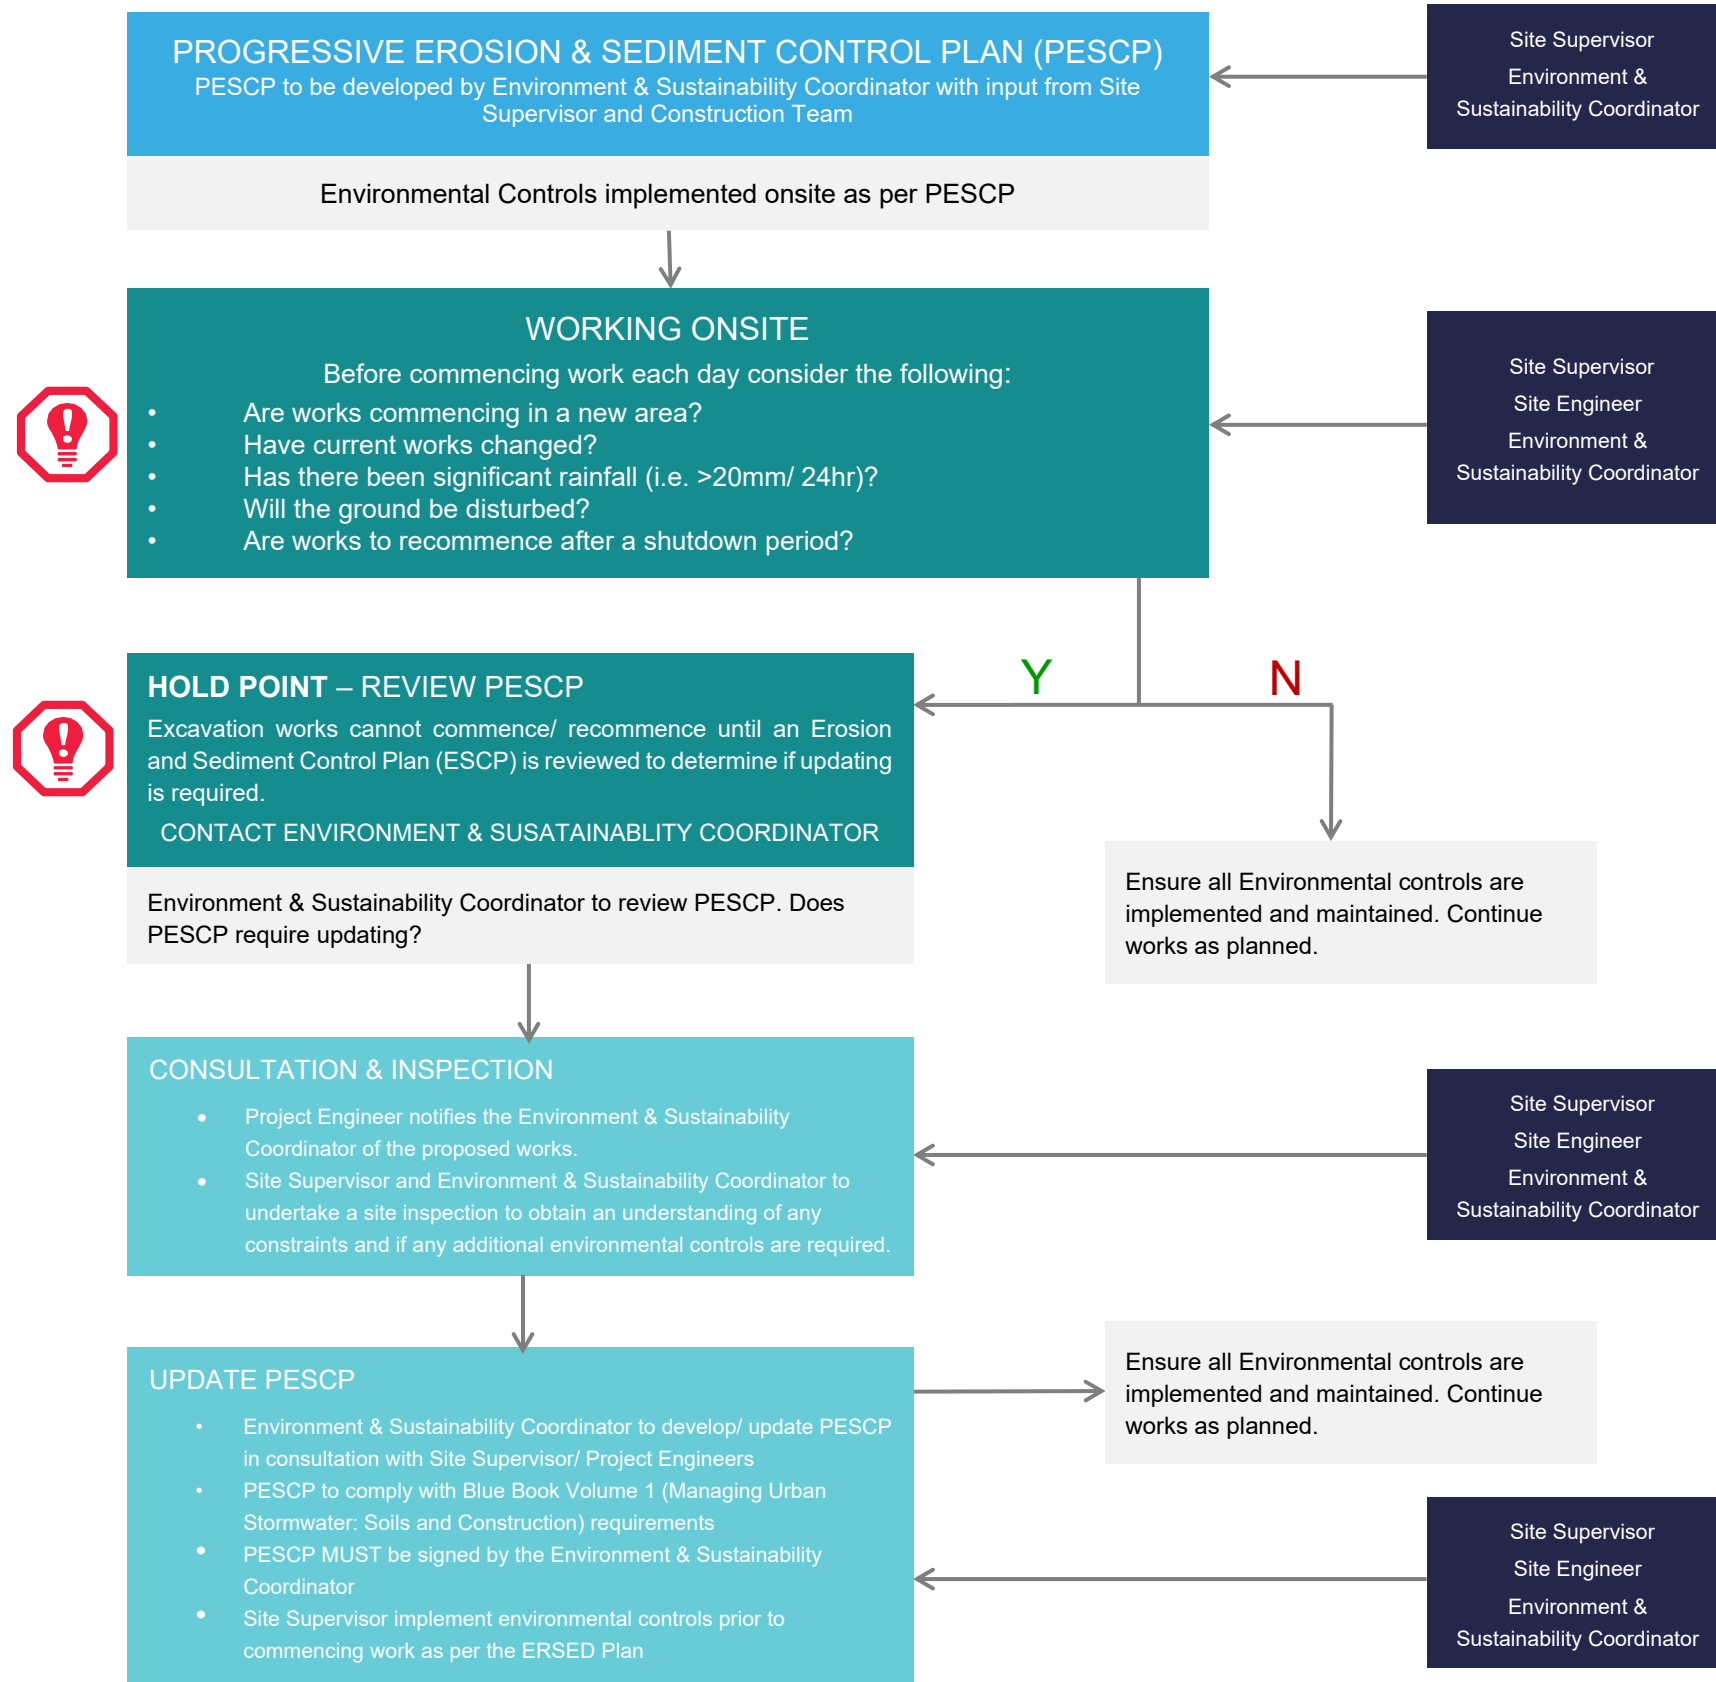 PROGRESSIVE EROSION & SEDIMENT CONTROL PLAN (PESCP)
PESCP to be developed by Environment & Sustainability Coordinator with input from Site
Supervisor and Construction Team
Environmental Controls implemented onsite as per PESCP
Site Supervisor
Environment &
Sustainability Coordinator
WORKING ONSITE
Before commencing work each day consider the following:
• Are works commencing in a new area?
• Have current works changed?
• Has there been significant rainfall (i.e. >20mm/ 24hr)?
• Will the ground be disturbed?
• Are works to recommence after a shutdown period?
Site Supervisor
Site Engineer
Environment &
Sustainability Coordinator
Y
N
HOLD POINT – REVIEW PESCP
Excavation works cannot commence/ recommence until an Erosion
and Sediment Control Plan (ESCP) is reviewed to determine if updating
is required.
CONTACT ENVIRONMENT & SUSATAINABLITY COORDINATOR
Environment & Sustainability Coordinator to review PESCP. Does
PESCP require updating?
Ensure all Environmental controls are
implemented and maintained. Continue
works as planned.
CONSULTATION & INSPECTION
• Project Engineer notifies the Environment & Sustainability
Coordinator of the proposed works.
• Site Supervisor and Environment & Sustainability Coordinator to
undertake a site inspection to obtain an understanding of any
constraints and if any additional environmental controls are required.
Site Supervisor
Site Engineer
Environment &
Sustainability Coordinator
UPDATE PESCP
• Environment & Sustainability Coordinator to develop/ update PESCP
in consultation with Site Supervisor/ Project Engineers
• PESCP to comply with Blue Book Volume 1 (Managing Urban
Stormwater: Soils and Construction) requirements
• PESCP MUST be signed by the Environment & Sustainability
Coordinator
• Site Supervisor implement environmental controls prior to
commencing work as per the ERSED Plan
Ensure all Environmental controls are
implemented and maintained. Continue
works as planned.
Site Supervisor
Site Engineer
Environment &
Sustainability Coordinator